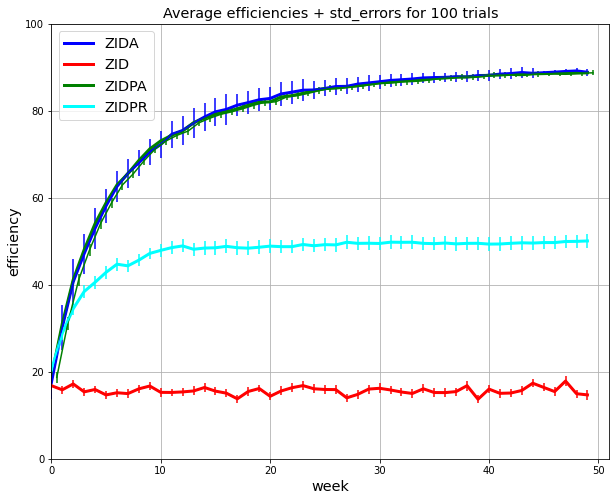 Average efficiencies + std_errors for 100 trials
ZIDA
ZID
ZIDPA
ZIDPR
100
80
60
40
20
0
efficiency
0 10 20 30 40 50
week